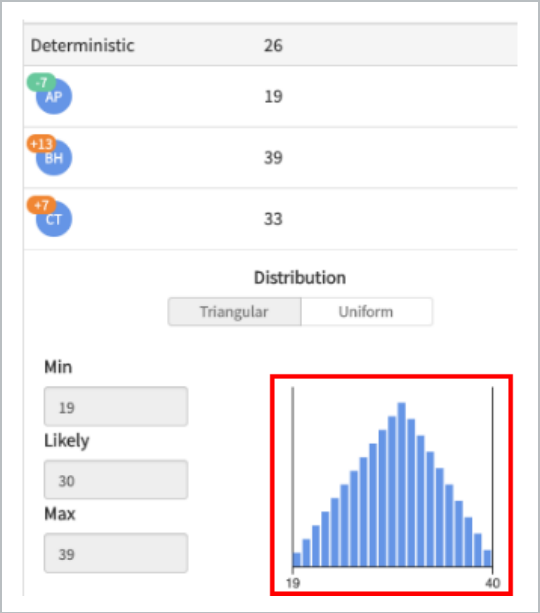 Deterministic 26
-7
AP 19
+13
BH 39
+7
CT 33
Distribution
Triangular Uniform
Min
19
Likely
30
Max
39
19 40